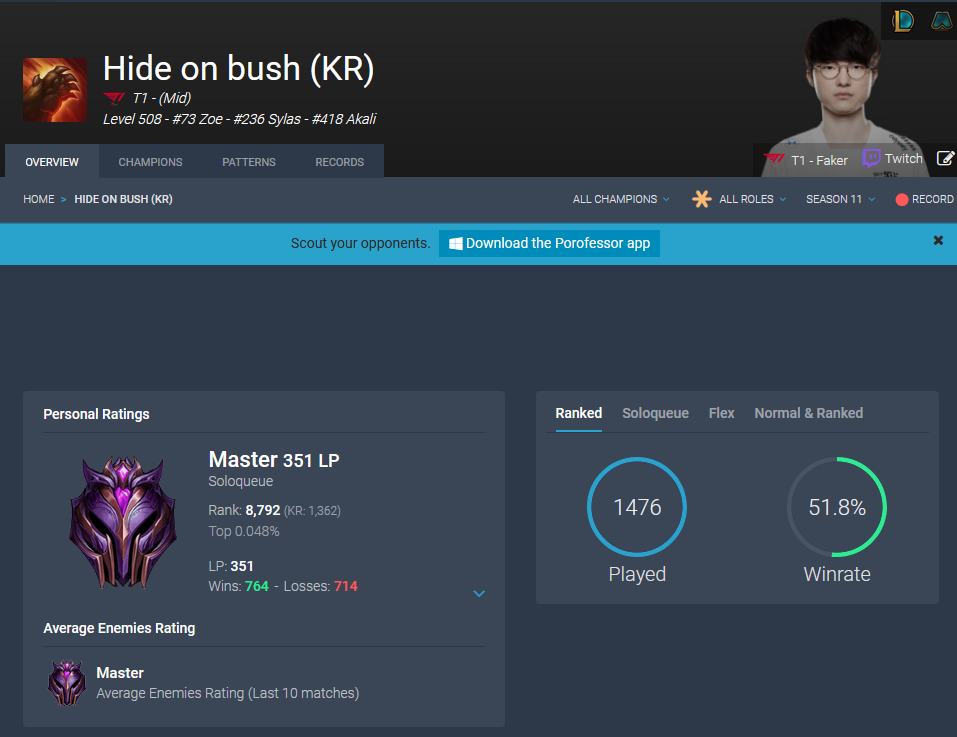 Hide on bush (KR)
T1 - (Mid)
Level 508 - #73 Zoe - #236 Sylas - #418 Akali
T1 - Faker Twitch
OVERVIEW CHAMPIONS PATTERNS RECORDS
HOME > HIDE ON BUSH (KR) ALL CHAMPIONS ALL ROLES SEASON 11 RECORD
Scout your opponents. Download the Porofessor app
Personal Ratings
Master 351 LP
Soloqueue
Rank: 8,792 (KR: 1,362)
Top 0.048%
LP: 351
Wins: 764 - Losses: 714
Average Enemies Rating
Master
Average Enemies Rating (Last 10 matches)
Ranked Soloqueue Flex Normal & Ranked
1476 51.8%
Played Winrate